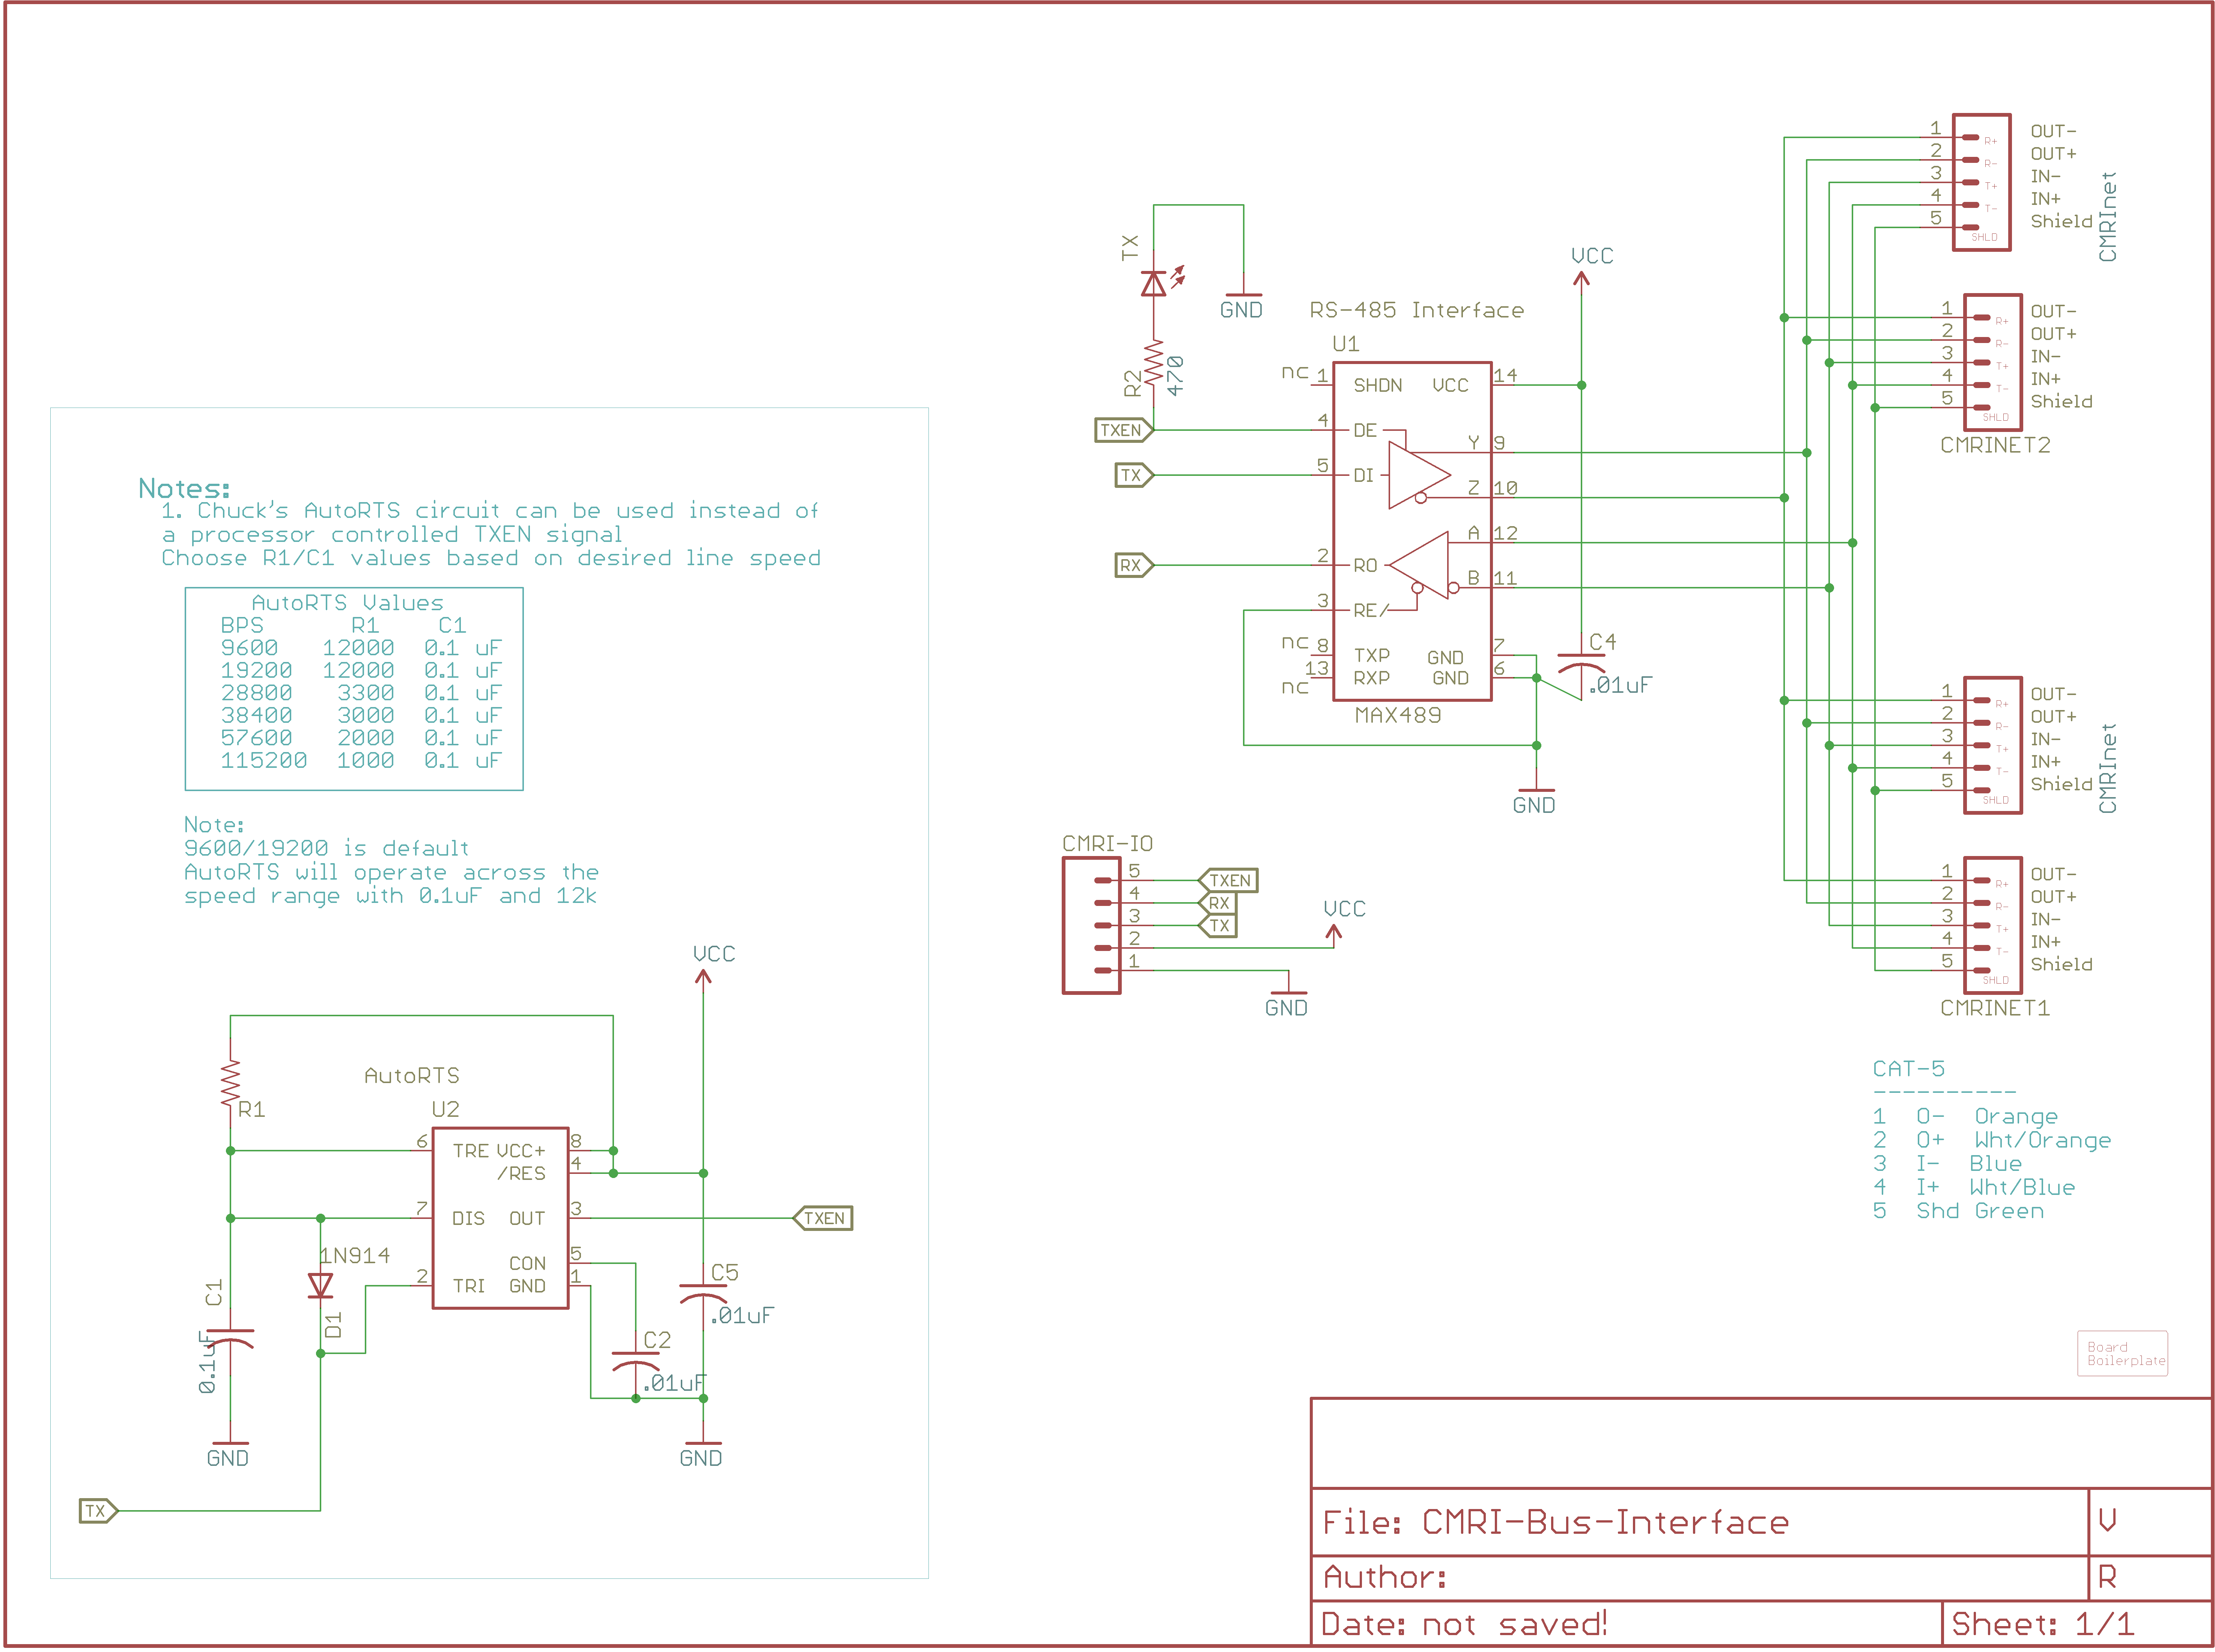 Notes:
1. Chuck's AutoRTS circuit can be used instead of
a processor controlled TXEN signal
Choose R1/C1 values based on desired line speed
AutoRTS Values
BPS R1 C1
9600 12000 0.1 uF
19200 12000 0.1 uF
28800 3300 0.1 uF
38400 3000 0.1 uF
57600 2000 0.1 uF
115200 1000 0.1 uF
Note:
9600/19200 is default
AutoRTS will operate across the
speed range with 0.1uF and 12k
VCC
R1
AutoRTS
U2
6 TRE VCC+ 8
/RES 4
7 DIS OUT 3
TXEN
CON 5
2 TRI GND 1
1N914
D1
C1
0.1uF
C5
.01uF
C2
.01uF
GND
GND
TX
TX
GND
R2
470
TXEN
TX
RX
RS-485 Interface
U1
VCC
nc 1 SHDN VCC 14
4 DE Y 9
5 DI Z 10
A 12
2 RO B 11
3 RE/
nc 8 TXP GND 7
13 RXP GND 6
nc
MAX489
C4
.01uF
GND
CMRI-IO
5 TXEN
4 RX
3 TX
2
1
VCC
GND
1 R+ OUT-
2 R- OUT+
3 T+ IN-
4 T- IN+
5 SHLD Shield
CMRInet
1 R+ OUT-
2 R- OUT+
3 T+ IN-
4 T- IN+
5 SHLD Shield
CMRINET2
1 R+ OUT-
2 R- OUT+
3 T+ IN-
4 T- IN+
5 SHLD Shield
CMRInet
1 R+ OUT-
2 R- OUT+
3 T+ IN-
4 T- IN+
5 SHLD Shield
CMRINET1
CAT-5
----------
1 O- Orange
2 O+ Wht/Orange
3 I- Blue
4 I+ Wht/Blue
5 Shd Green
Board
Boilerplate
File: CMRI-Bus-Interface V
Author: R
Date: not saved! Sheet: 1/1